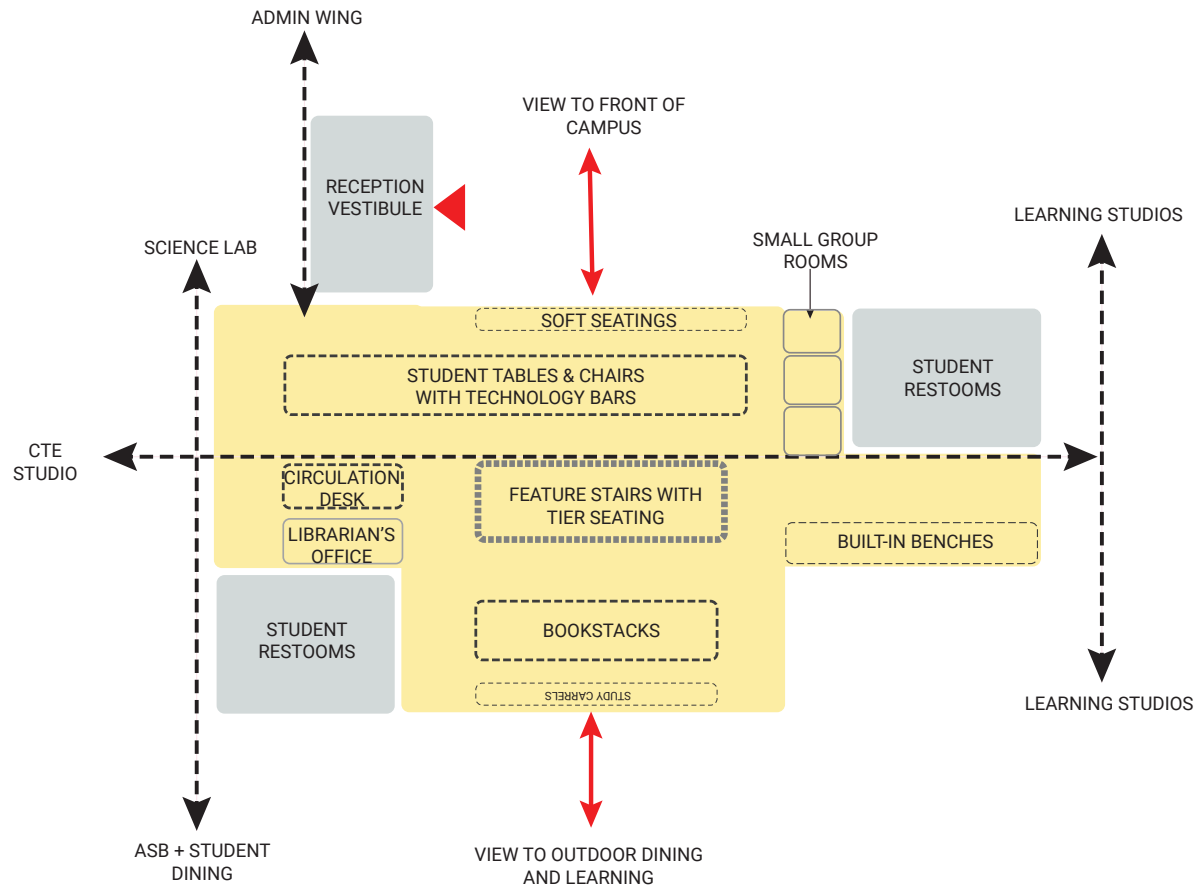 ADMIN WING
VIEW TO FRONT OF
CAMPUS
RECEPTION
VESTIBULE
LEARNING STUDIOS
SCIENCE LAB
SMALL GROUP
ROOMS
SOFT SEATINGS
STUDENT TABLES & CHAIRS
WITH TECHNOLOGY BARS
STUDENT
RESTOOMS
CTE
STUDIO
CIRCULATION
DESK
FEATURE STAIRS WITH
TIER SEATING
LIBRARIAN'S
OFFICE
BUILT-IN BENCHES
STUDENT
RESTOOMS
BOOKSTACKS
STUDY CARRELS
LEARNING STUDIOS
ASB + STUDENT
DINING
VIEW TO OUTDOOR DINING
AND LEARNING